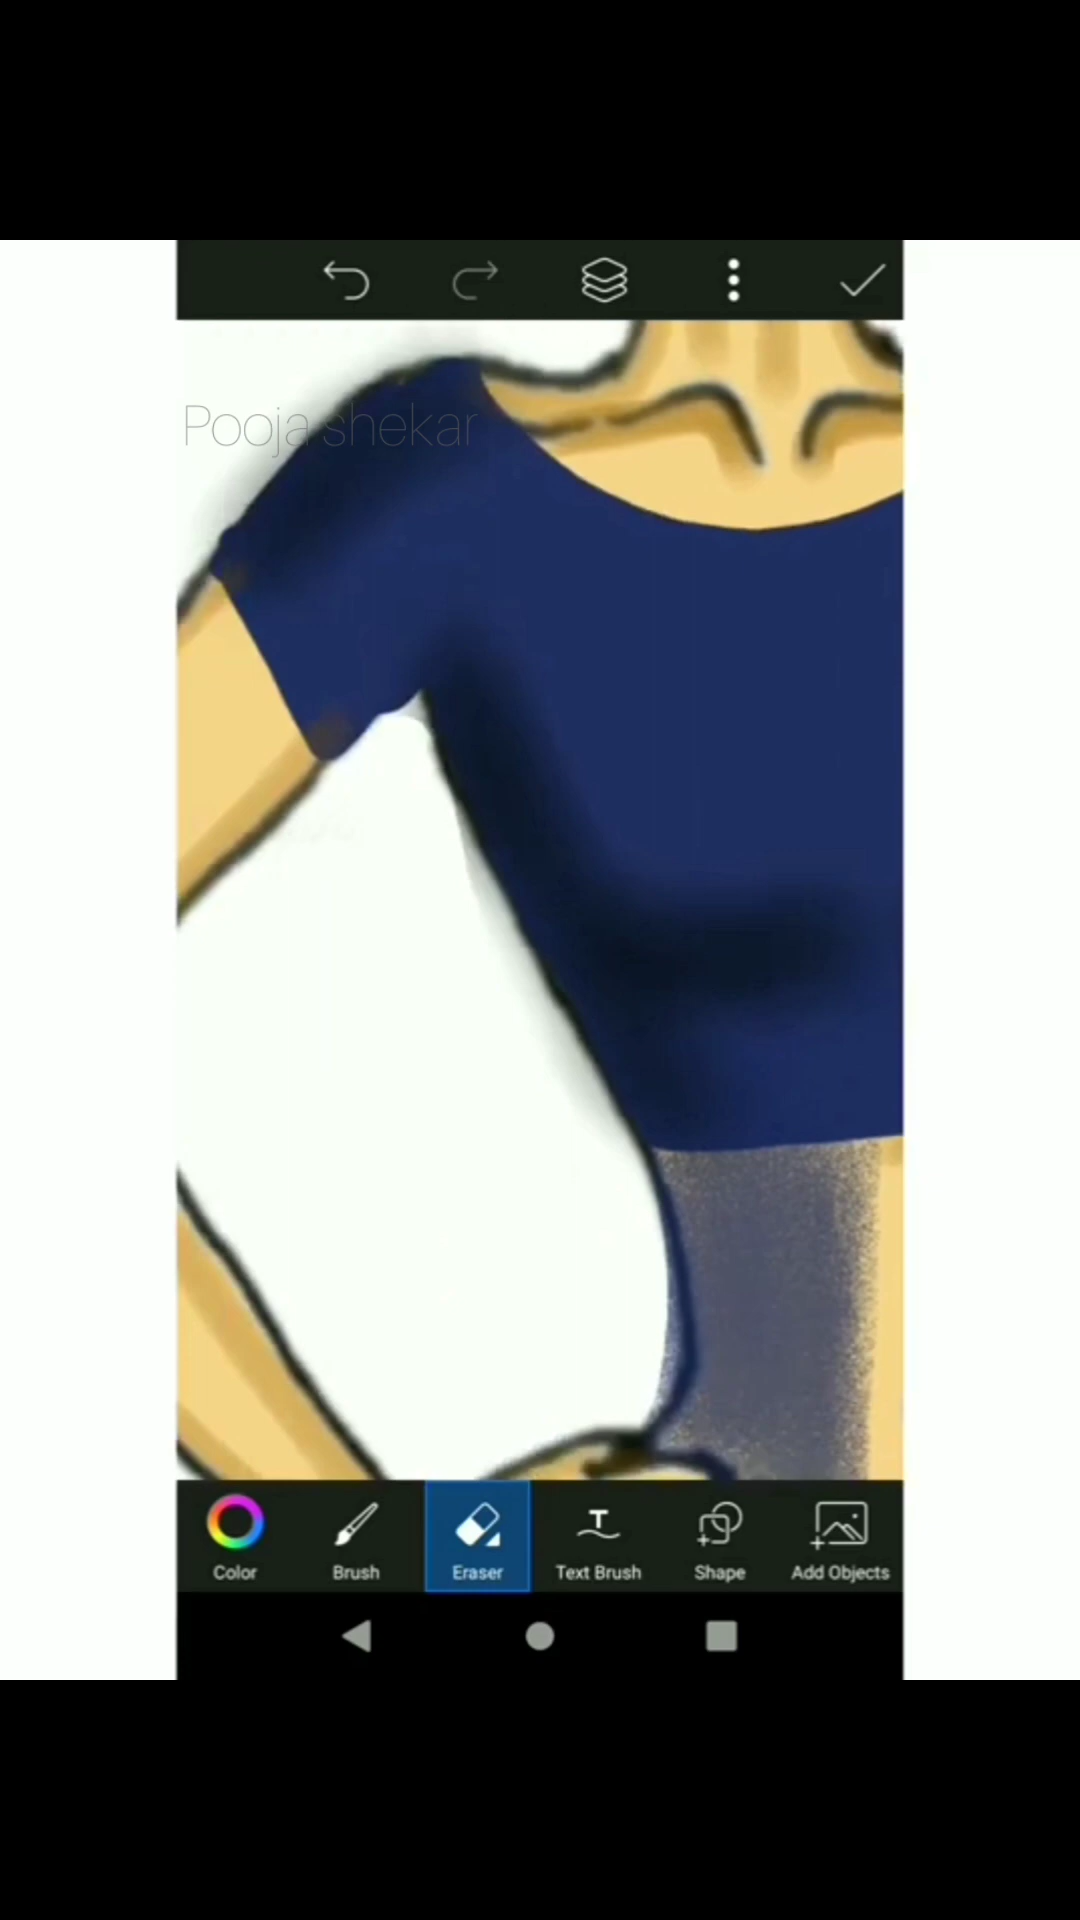 Pooja shekar
Color
Brush
Eraser
T
Text Brush
Shape
Add Objects